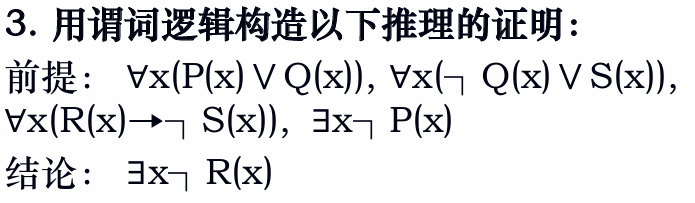 3. 用谓词逻辑构造以下推理的证明：
前提： ∀x(P(x)∨Q(x)), ∀x(¬ Q(x)∨S(x)),
∀x(R(x)→¬ S(x)), ∃x¬ P(x)
结论： ∃x¬ R(x)